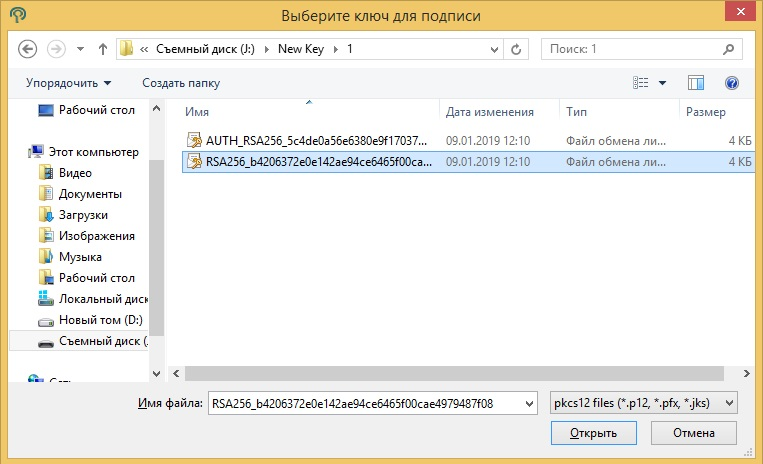 Выберите ключ для подписи
« Съемный диск (J:) New Key 1
Поиск: 1
Упорядочить Создать папку
Имя Дата изменения Тип Размер
AUTH_RSA256_5c4de0a56e6380e9f17037... 09.01.2019 12:10 Файл обмена ли... 4 КБ
RSA256_b4206372e0e142ae94ce6465f00ca... 09.01.2019 12:10 Файл обмена ли... 4 КБ
Рабочий стол
Этот компьютер
Видео
Документы
Загрузки
Изображения
Музыка
Рабочий стол
Локальный диск
Новый том (D:)
Съемный диск (
Имя файла: RSA256_b4206372e0e142ae94ce6465f00cae4979487f08 pkcs12 files (*.p12, *.pfx, *.jks)
Открыть Отмена